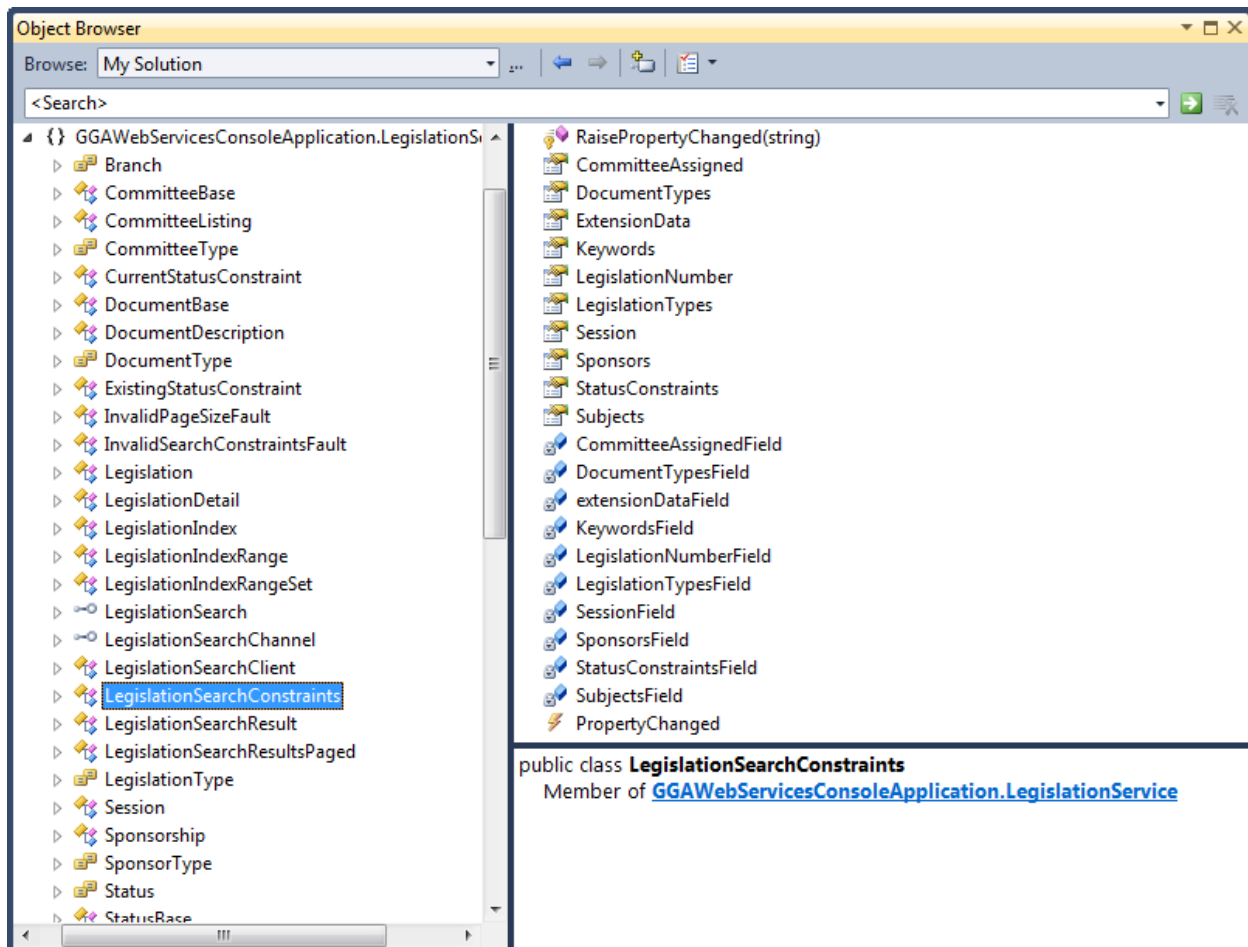 Object Browser
Browse: My Solution
...
<Search>
{} GGAWebServicesConsoleApplication.LegislationS
Branch
CommitteeBase
CommitteeListing
CommitteeType
CurrentStatusConstraint
DocumentBase
DocumentDescription
DocumentType
ExistingStatusConstraint
InvalidPageSizeFault
InvalidSearchConstraintsFault
Legislation
LegislationDetail
LegislationIndex
LegislationIndexRange
LegislationIndexRangeSet
LegislationSearch
LegislationSearchChannel
LegislationSearchClient
LegislationSearchConstraints
LegislationSearchResult
LegislationSearchResultsPaged
LegislationType
Session
Sponsorship
SponsorType
Status
StatusBase
RaisePropertyChanged(string)
CommitteeAssigned
DocumentTypes
ExtensionData
Keywords
LegislationNumber
LegislationTypes
Session
Sponsors
StatusConstraints
Subjects
CommitteeAssignedField
DocumentTypesField
extensionDataField
KeywordsField
LegislationNumberField
LegislationTypesField
SessionField
SponsorsField
StatusConstraintsField
SubjectsField
PropertyChanged
public class LegislationSearchConstraints
Member of GGAWebServicesConsoleApplication.LegislationService